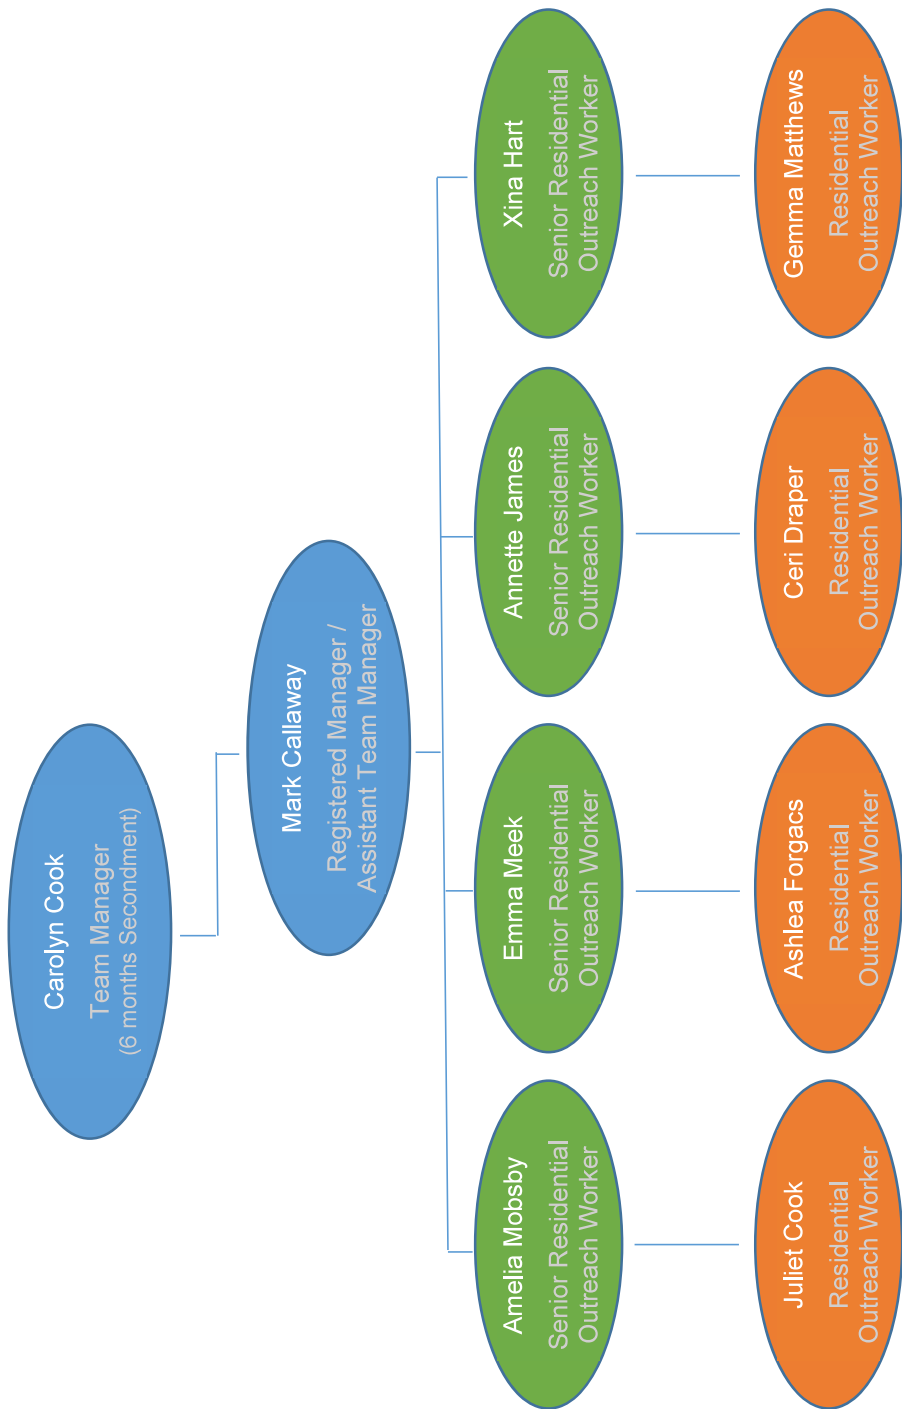 Carolyn Cook
Team Manager
(6 months Secondment)
Mark Callaway
Registered Manager /
Assistant Team Manager
Amelia Mobsby
Senior Residential
Outreach Worker
Emma Meek
Senior Residential
Outreach Worker
Annette James
Senior Residential
Outreach Worker
Xina Hart
Senior Residential
Outreach Worker
Juliet Cook
Residential
Outreach Worker
Ashlea Forgacs
Residential
Outreach Worker
Ceri Draper
Residential
Outreach Worker
Gemma Matthews
Residential
Outreach Worker